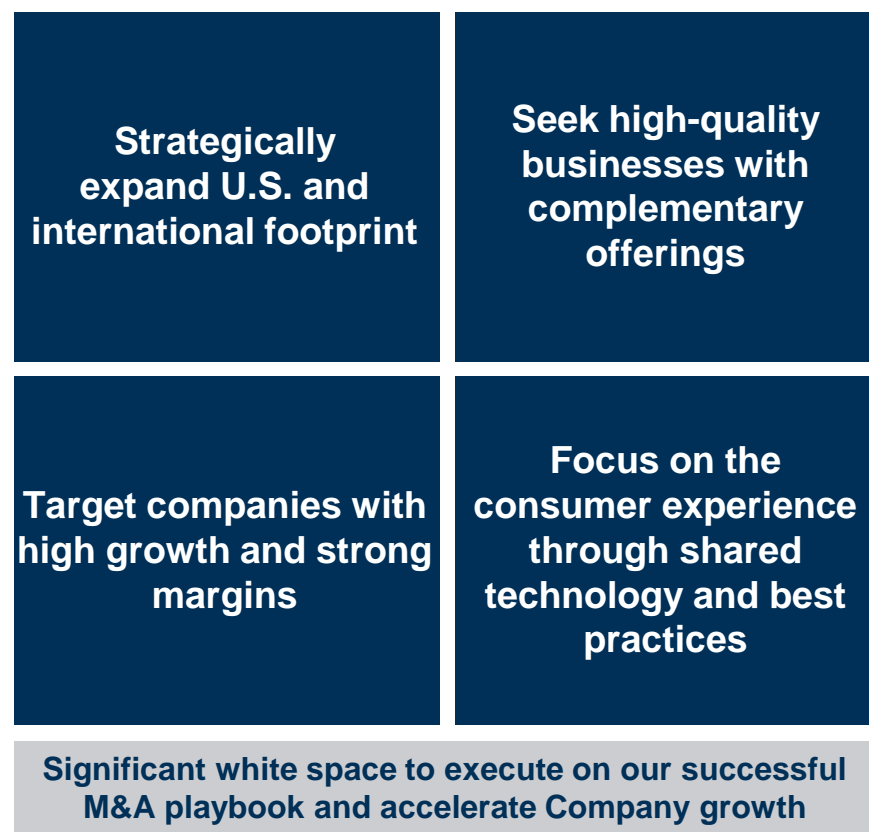 Strategically
expand U.S. and
international footprint
Seek high-quality
businesses with
complementary
offerings
Target companies with
high growth and strong
margins
Focus on the
consumer experience
through shared
technology and best
practices
Significant white space to execute on our successful
M&A playbook and accelerate Company growth